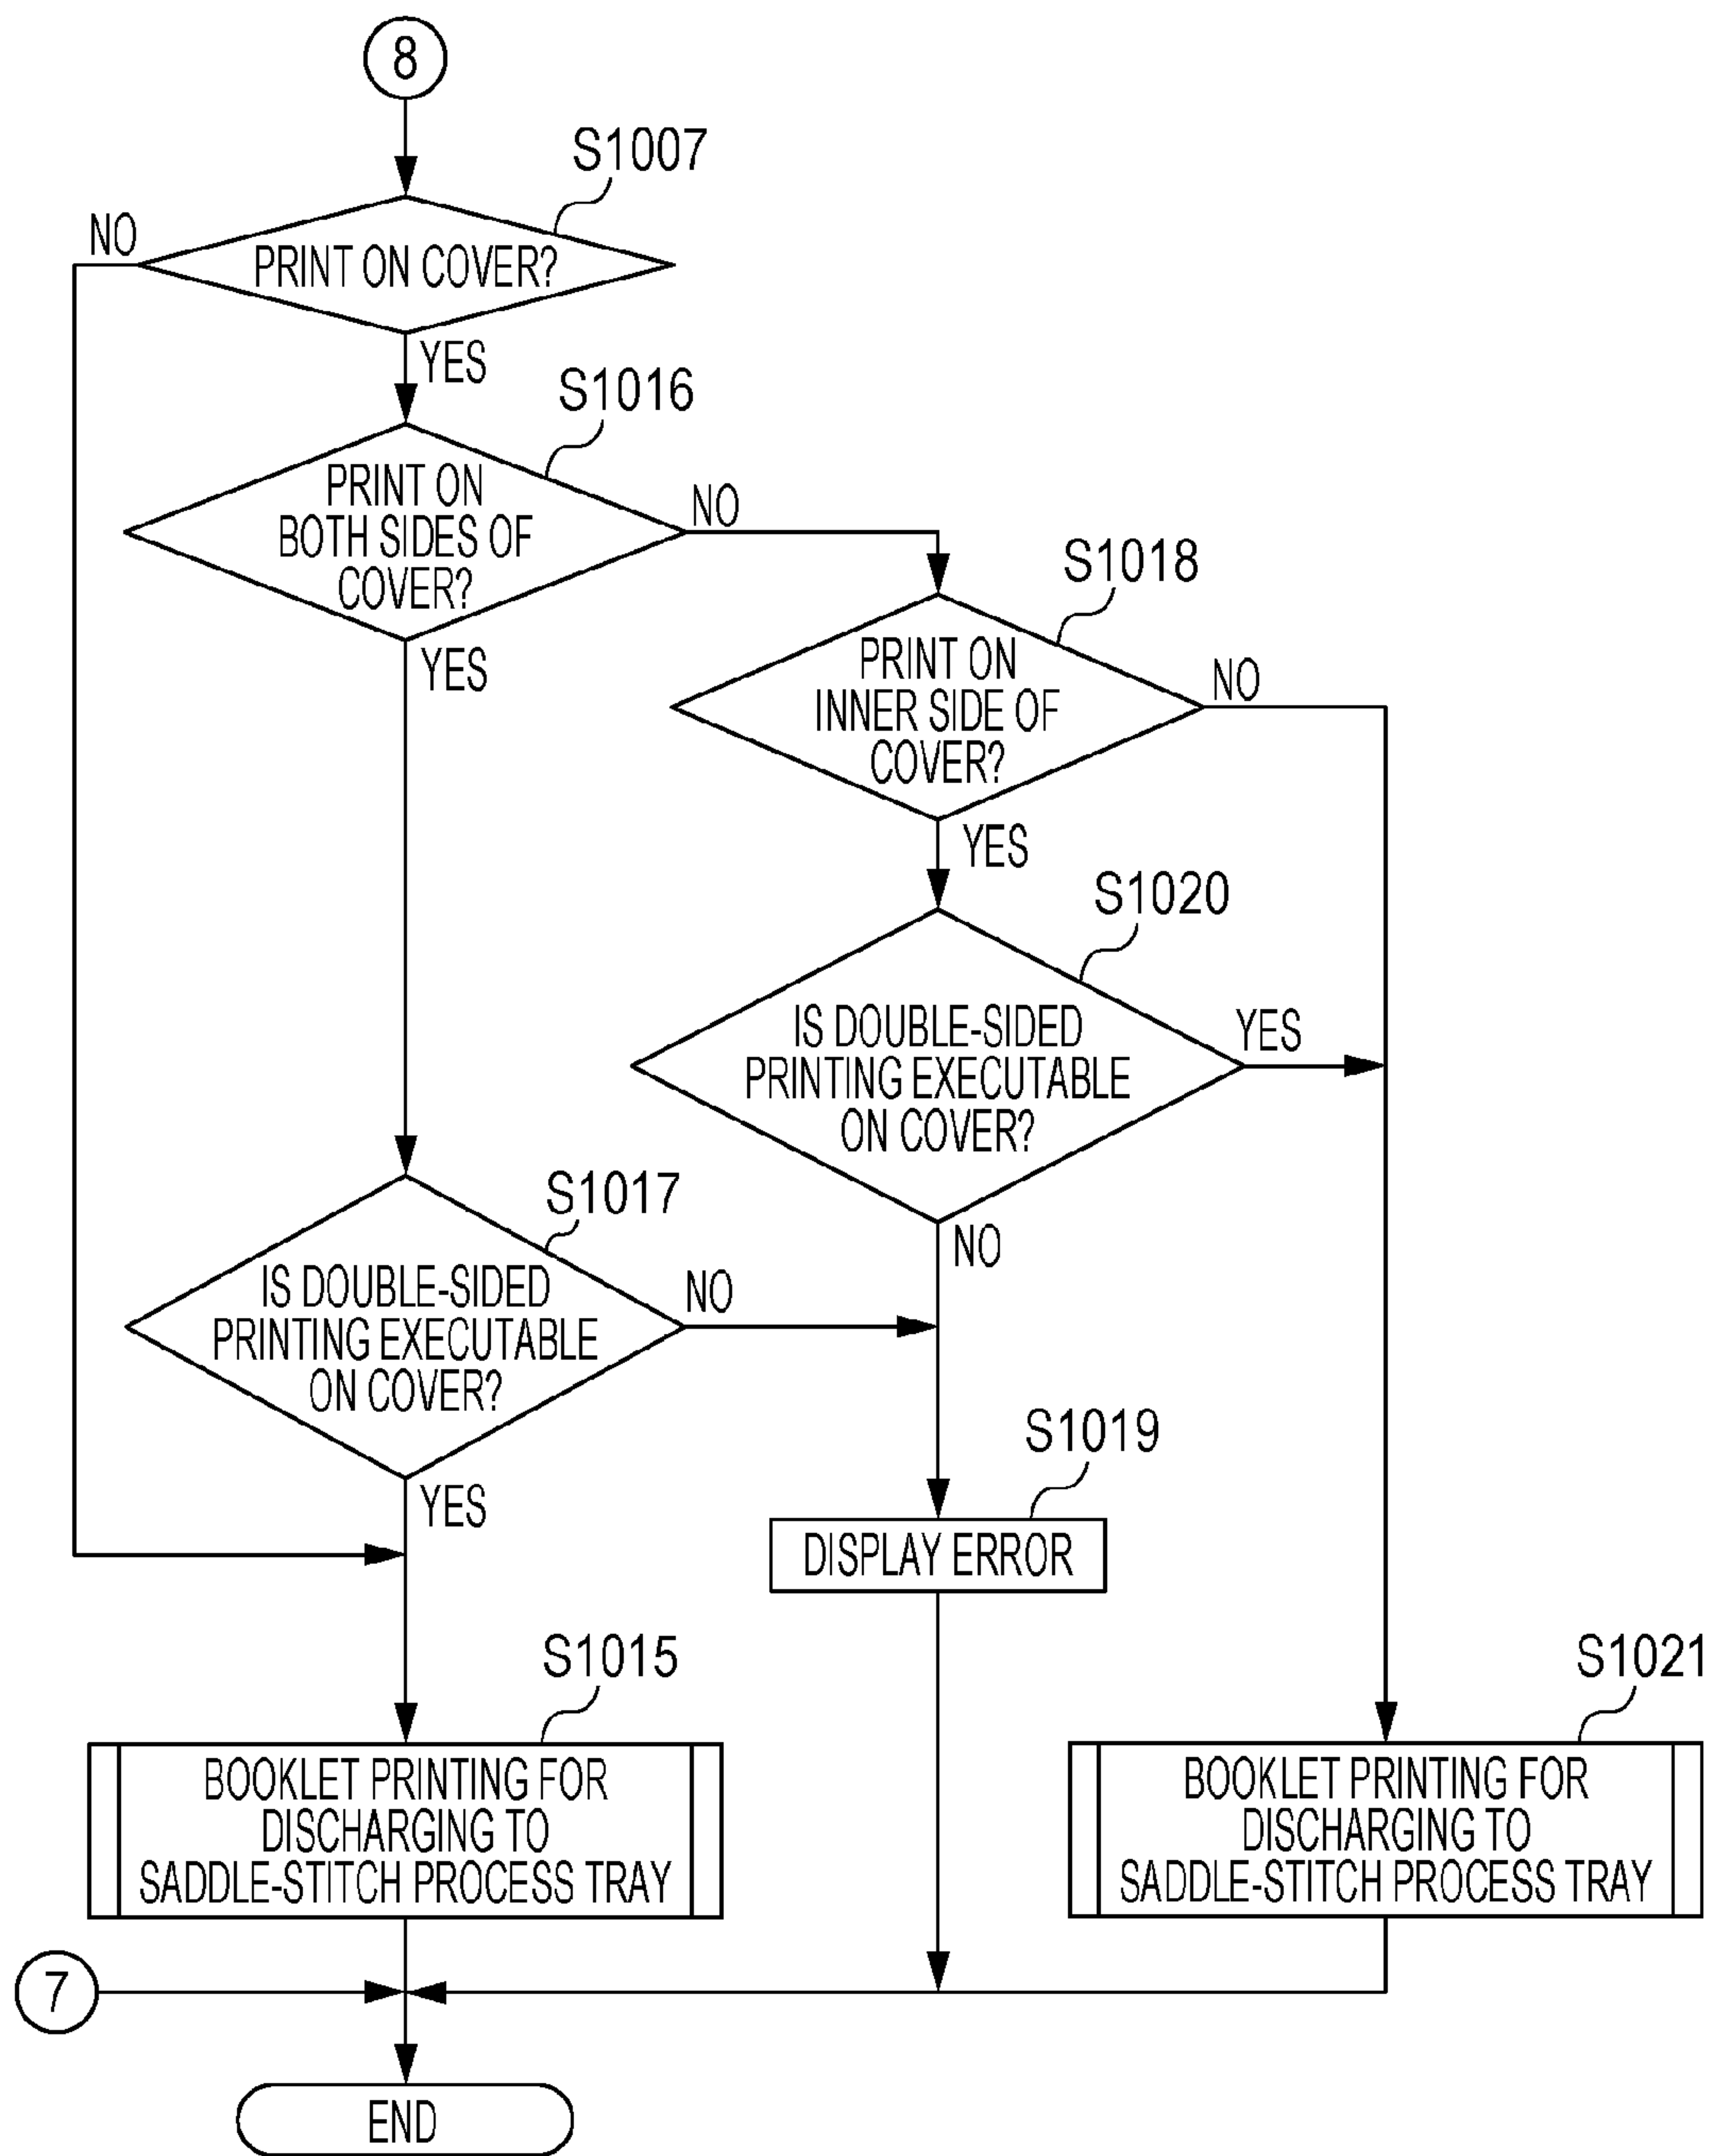 8
S1007
NO
PRINT ON COVER?
YES
S1016
PRINT ON
BOTH SIDES OF
COVER?
NO
YES
S1018
PRINT ON
INNER SIDE OF
COVER?
NO
YES
S1020
IS DOUBLE-SIDED
PRINTING EXECUTABLE
ON COVER?
YES
NO
S1017
IS DOUBLE-SIDED
PRINTING EXECUTABLE
ON COVER?
NO
YES
S1019
DISPLAY ERROR
S1015
BOOKLET PRINTING FOR
DISCHARGING TO
SADDLE-STITCH PROCESS TRAY
S1021
BOOKLET PRINTING FOR
DISCHARGING TO
SADDLE-STITCH PROCESS TRAY
7
END